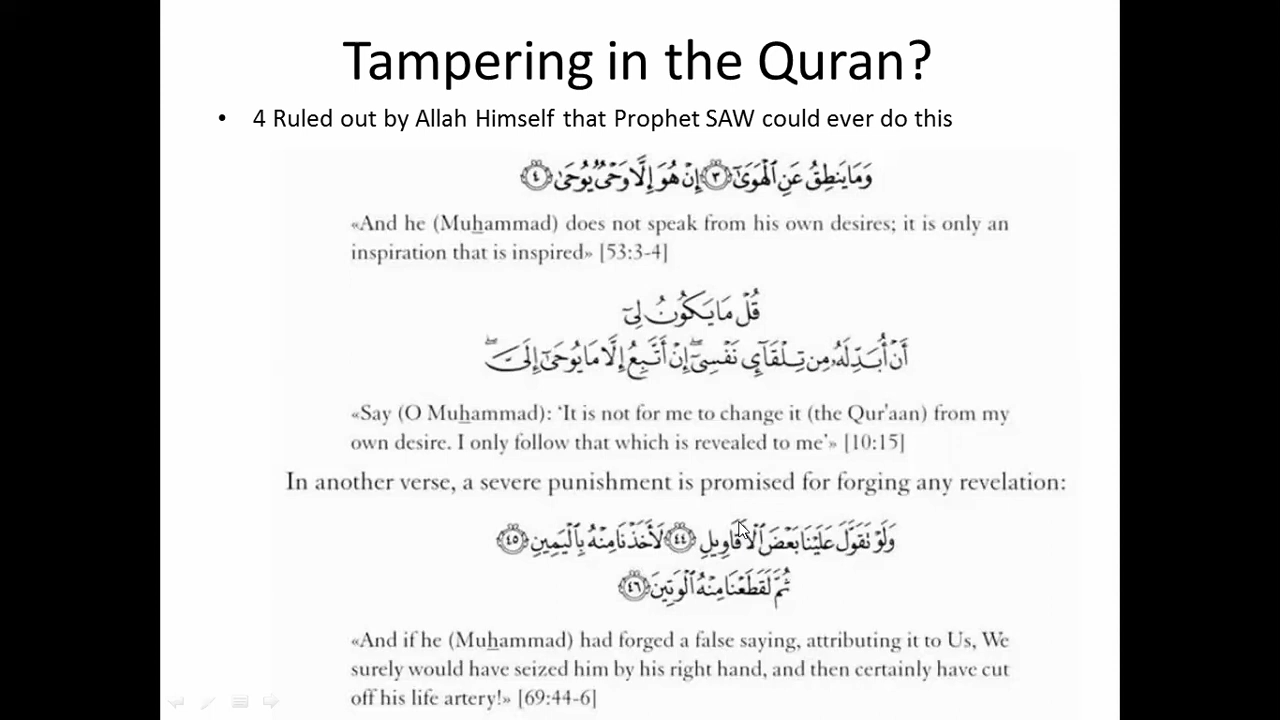 Tampering in the Quran?
• 4 Ruled out by Allah Himself that Prophet SAW could ever do this
وَمَا يَنطِقُ عَنِ ٱلْهَوَىٰٓ ٣ إِنْ هُوَ إِلَّا وَحْىٌ يُوحَىٰ ٤
«And he (Muhammad) does not speak from his own desires; it is only an
inspiration that is inspired» [53:3-4]
قُلْ مَا يَكُونُ لِىٓ
أَنْ أُبَدِّلَهُۥ مِن تِلْقَآئِ نَفْسِىٓ ۖ إِنْ أَتَّبِعُ إِلَّا مَا يُوحَىٰٓ إِلَىَّ ۖ
«Say (O Muhammad): ‘It is not for me to change it (the Qur'aan) from my
own desire. I only follow that which is revealed to me’» [10:15]
In another verse, a severe punishment is promised for forging any revelation:
وَلَوْ تَقَوَّلَ عَلَيْنَا بَعْضَ ٱلْأَقَاوِيلِ ٤٤ لَأَخَذْنَا مِنْهُ بِٱلْيَمِينِ ٤٥
ثُمَّ لَقَطَعْنَا مِنْهُ ٱلْوَتِينَ ٤٦
«And if he (Muhammad) had forged a false saying, attributing it to Us, We
surely would have seized him by his right hand, and then certainly have cut
off his life artery!» [69:44-6]